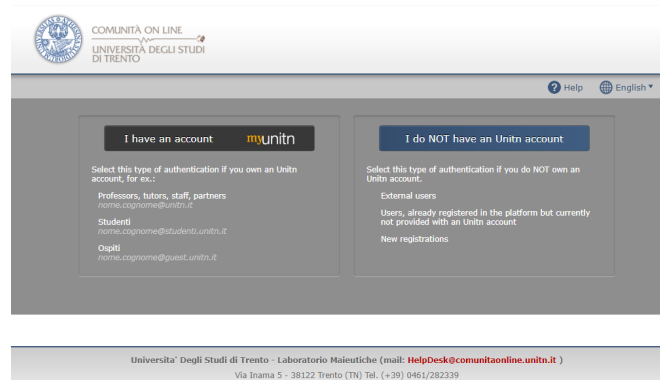 COMUNITÀ ON LINE
UNIVERSITÀ DEGLI STUDI
DI TRENTO
Help
English
I have an account myunitn
Select this type of authentication if you own an Unitn
account, for ex.:
Professors, tutors, staff, partners
nome.cognome@unitn.it
Studenti
nome.cognome@studenti.unitn.it
Ospiti
nome.cognome@guest.unitn.it
I do NOT have an Unitn account
Select this type of authentication if you do NOT own an
Unitn account.
External users
Users, already registered in the platform but currently
not provided with an Unitn account
New registrations
Universita' Degli Studi di Trento - Laboratorio Maieutiche (mail: HelpDesk@comunitaonline.unitn.it )
Via Inama 5 - 38122 Trento (TN) Tel. (+39) 0461/282339